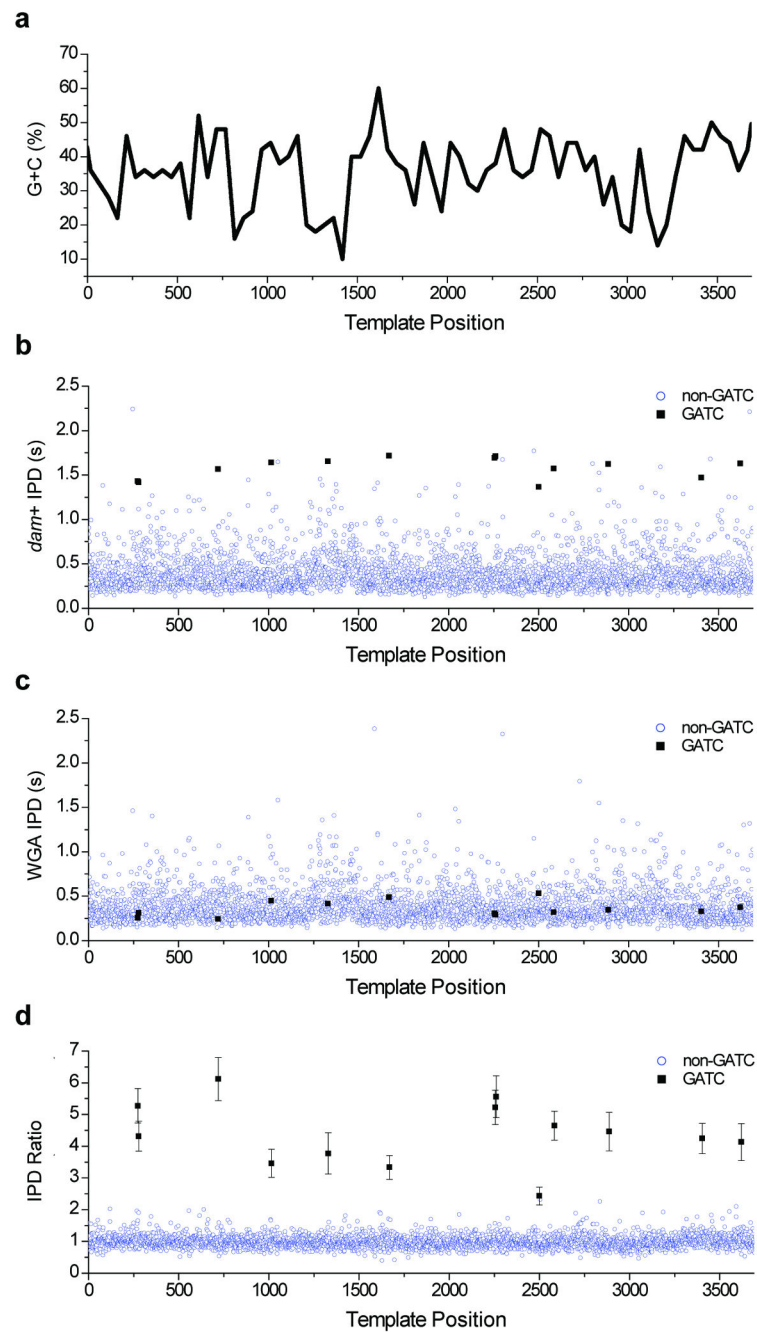 a
70
60
50
40
30
20
10
G+C (%)
0 500 1000 1500 2000 2500 3000 3500
Template Position
b
2.5
2.0
1.5
1.0
0.5
0.0
dam+ IPD (s)
non-GATC
GATC
0 500 1000 1500 2000 2500 3000 3500
Template Position
c
2.5
2.0
1.5
1.0
0.5
0.0
WGA IPD (s)
non-GATC
GATC
0 500 1000 1500 2000 2500 3000 3500
Template Position
d
7
6
5
4
3
2
1
0
IPD Ratio
non-GATC
GATC
0 500 1000 1500 2000 2500 3000 3500
Template Position